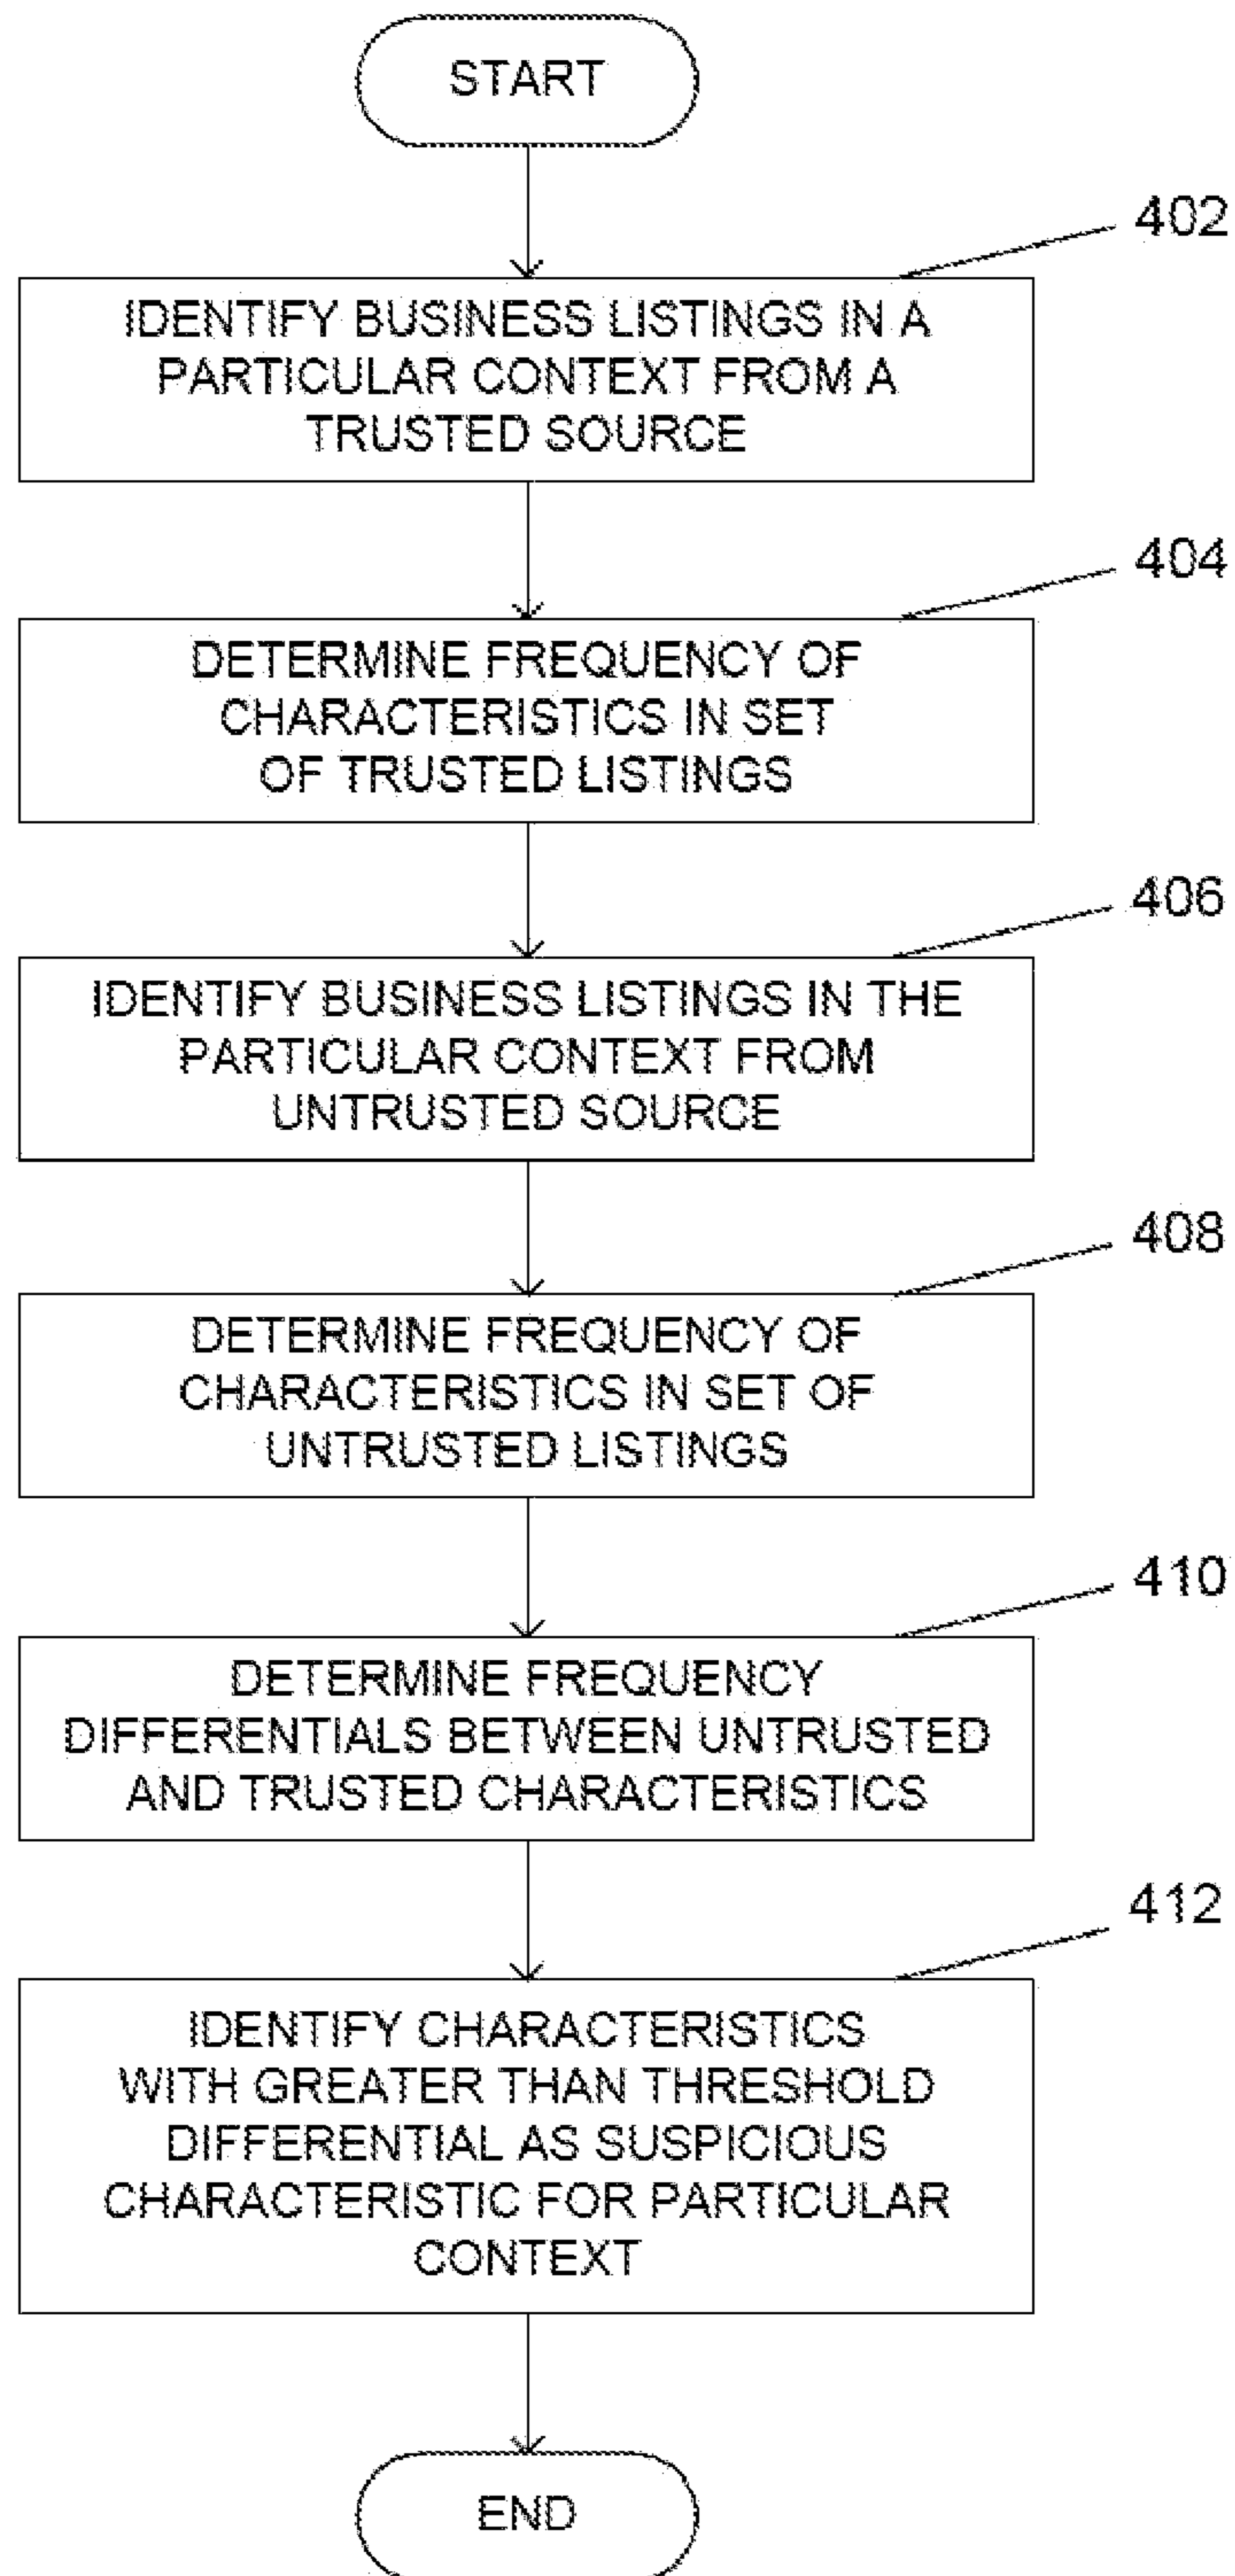 START
402
IDENTIFY BUSINESS LISTINGS IN A
PARTICULAR CONTEXT FROM A
TRUSTED SOURCE
404
DETERMINE FREQUENCY OF
CHARACTERISTICS IN SET
OF TRUSTED LISTINGS
406
IDENTIFY BUSINESS LISTINGS IN THE
PARTICULAR CONTEXT FROM
UNTRUSTED SOURCE
408
DETERMINE FREQUENCY OF
CHARACTERISTICS IN SET OF
UNTRUSTED LISTINGS
410
DETERMINE FREQUENCY
DIFFERENTIALS BETWEEN UNTRUSTED
AND TRUSTED CHARACTERISTICS
412
IDENTIFY CHARACTERISTICS
WITH GREATER THAN THRESHOLD
DIFFERENTIAL AS SUSPICIOUS
CHARACTERISTIC FOR PARTICULAR
CONTEXT
END